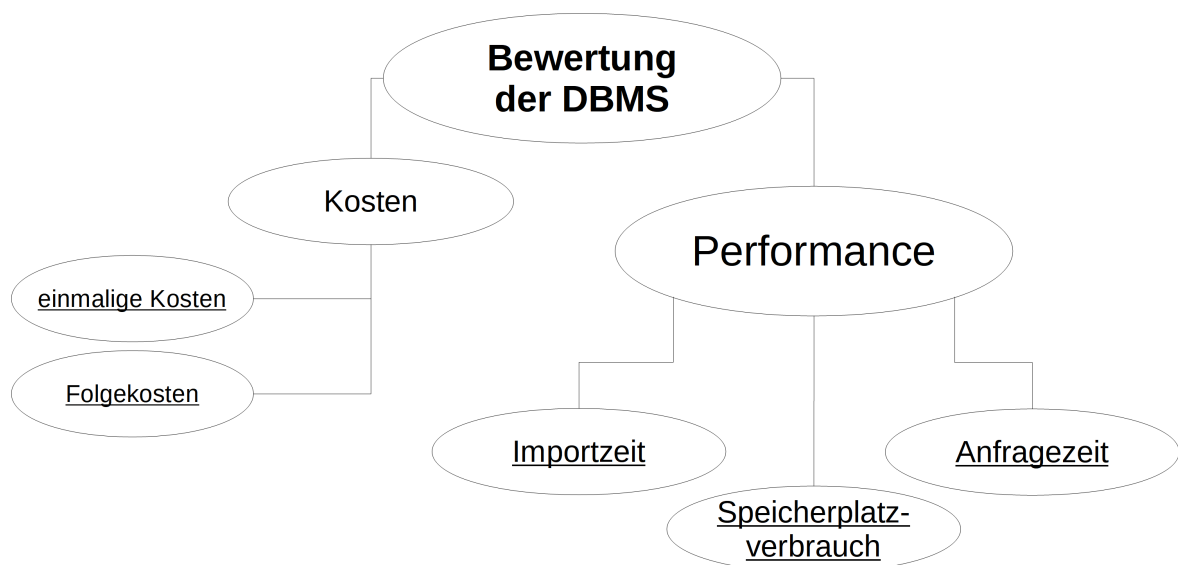 Bewertung
der DBMS
Kosten
Performance
einmalige Kosten
Folgekosten
Importzeit
Anfragezeit
Speicherplatz-
verbrauch